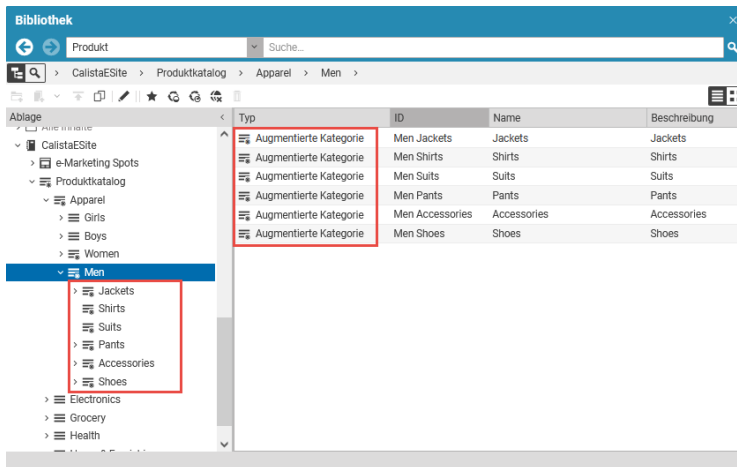 Bibliothek
Produkt
Suche...
CalistaESite > Produktkatalog > Apparel > Men >
Ablage
Typ ID Name Beschreibung
Alle Inhalte
CalistaESite
e-Marketing Spots
Produktkatalog
Apparel
Girls
Boys
Women
Men
Jackets
Shirts
Suits
Pants
Accessories
Shoes
Electronics
Grocery
Health
Augmentierte Kategorie Men Jackets Jackets Jackets
Augmentierte Kategorie Men Shirts Shirts Shirts
Augmentierte Kategorie Men Suits Suits Suits
Augmentierte Kategorie Men Pants Pants Pants
Augmentierte Kategorie Men Accessories Accessories Accessories
Augmentierte Kategorie Men Shoes Shoes Shoes